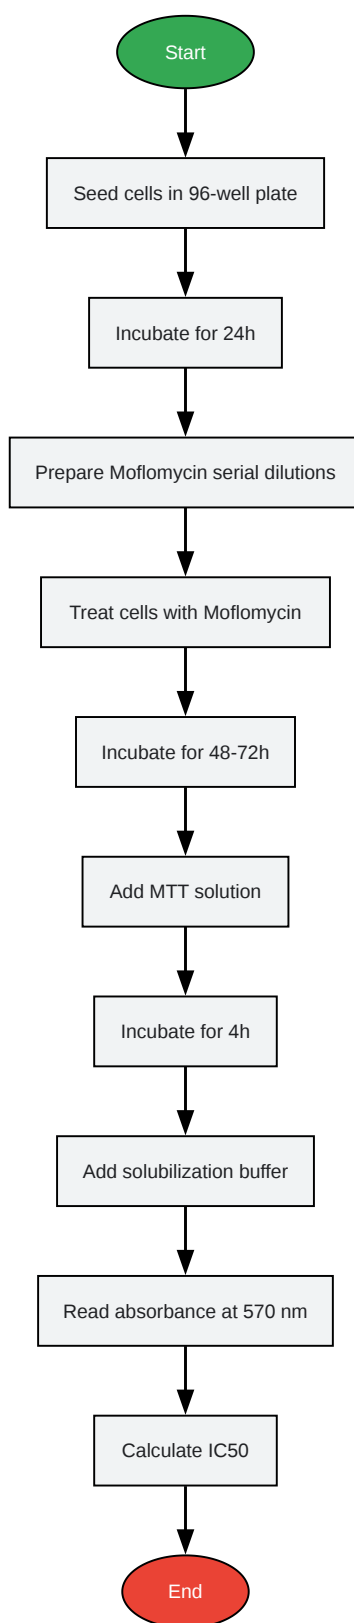 Start
Seed cells in 96-well plate
Incubate for 24h
Prepare Moflomycin serial dilutions
Treat cells with Moflomycin
Incubate for 48-72h
Add MTT solution
Incubate for 4h
Add solubilization buffer
Read absorbance at 570 nm
Calculate IC50
End